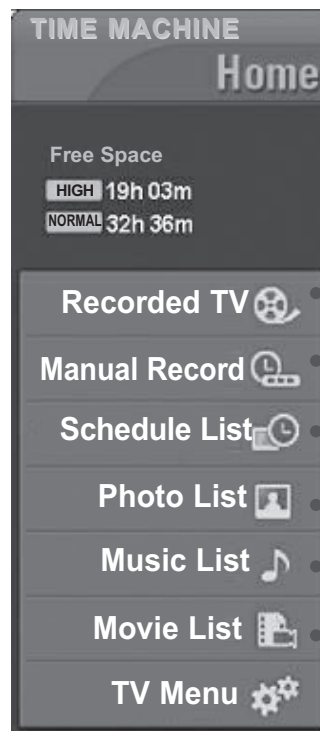 TIME MACHINE
Home
Free Space
HIGH 19h 03m
NORMAL 32h 36m
Recorded TV
Manual Record
Schedule List
Photo List
Music List
Movie List
TV Menu